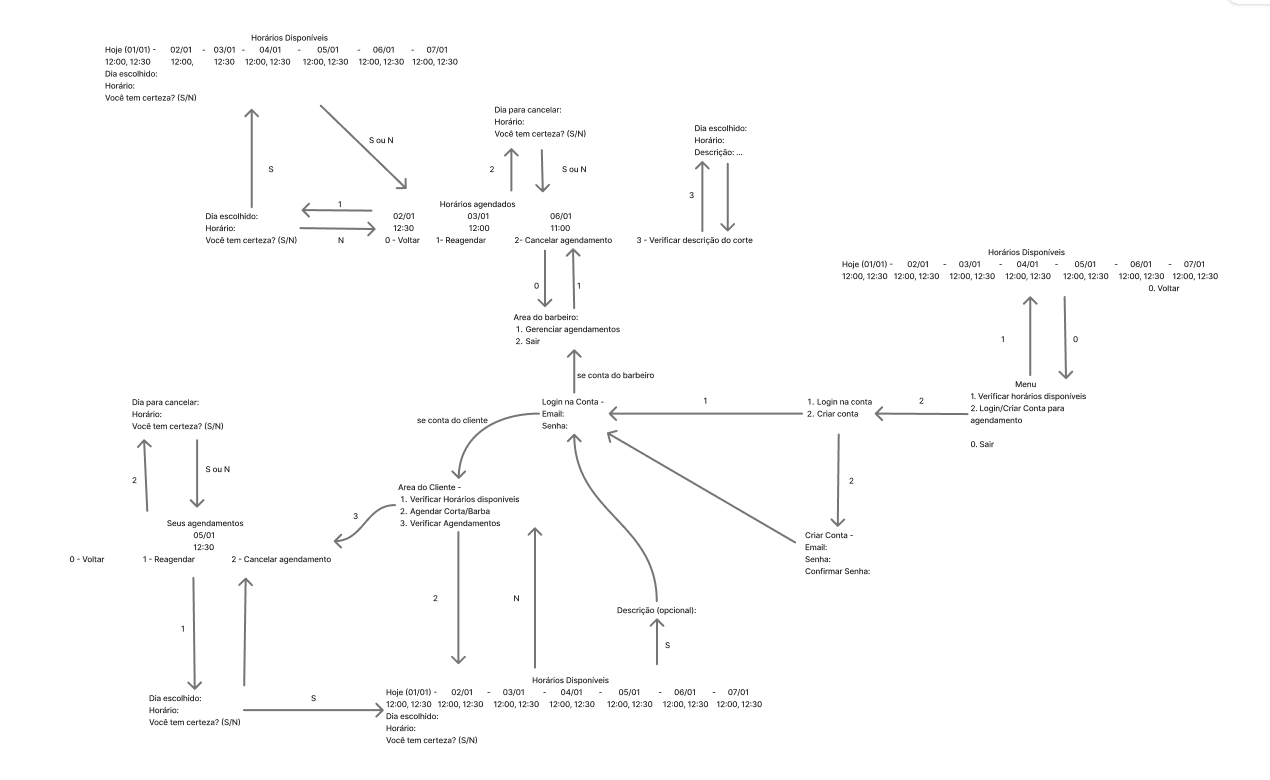 Horários Disponíveis
Hoje (01/01) - 02/01 - 03/01 - 04/01 - 05/01 - 06/01 - 07/01
12:00, 12:30 12:00, 12:30 12:00, 12:30 12:00, 12:30 12:00, 12:30 12:00, 12:30
Dia escolhido:
Horário:
Você tem certeza? (S/N)
S
S ou N
Dia para cancelar:
Horário:
Você tem certeza? (S/N)
2
S ou N
Dia escolhido:
Horário:
Descrição: ...
3
Dia escolhido:
Horário:
Você tem certeza? (S/N)
1
N
Horários agendados
02/01 03/01 06/01
12:30 12:00 11:00
0 - Voltar 1- Reagendar 2- Cancelar agendamento 3 - Verificar descrição do corte
0
1
Area do barbeiro:
1. Gerenciar agendamentos
2. Sair
se conta do barbeiro
Horários Disponíveis
Hoje (01/01) - 02/01 - 03/01 - 04/01 - 05/01 - 06/01 - 07/01
12:00, 12:30 12:00, 12:30 12:00, 12:30 12:00, 12:30 12:00, 12:30 12:00, 12:30 12:00, 12:30
0. Voltar
1
0
Menu
1. Verificar horários disponíveis
2. Login/Criar Conta para
agendamento
0. Sair
2
1. Login na conta
2. Criar conta
1
2
Login na Conta -
Email:
Senha:
se conta do cliente
Criar Conta -
Email:
Senha:
Confirmar Senha:
Area do Cliente -
1. Verificar Horários disponiveis
2. Agendar Corta/Barba
3. Verificar Agendamentos
3
2
N
Dia para cancelar:
Horário:
Você tem certeza? (S/N)
2
S ou N
Seus agendamentos
05/01
12:30
0 - Voltar 1 - Reagendar 2 - Cancelar agendamento
1
Dia escolhido:
Horário:
Você tem certeza? (S/N)
S
Descrição (opcional):
S
Horários Disponíveis
Hoje (01/01) - 02/01 - 03/01 - 04/01 - 05/01 - 06/01 - 07/01
12:00, 12:30 12:00, 12:30 12:00, 12:30 12:00, 12:30 12:00, 12:30 12:00, 12:30 12:00, 12:30
Dia escolhido:
Horário:
Você tem certeza? (S/N)